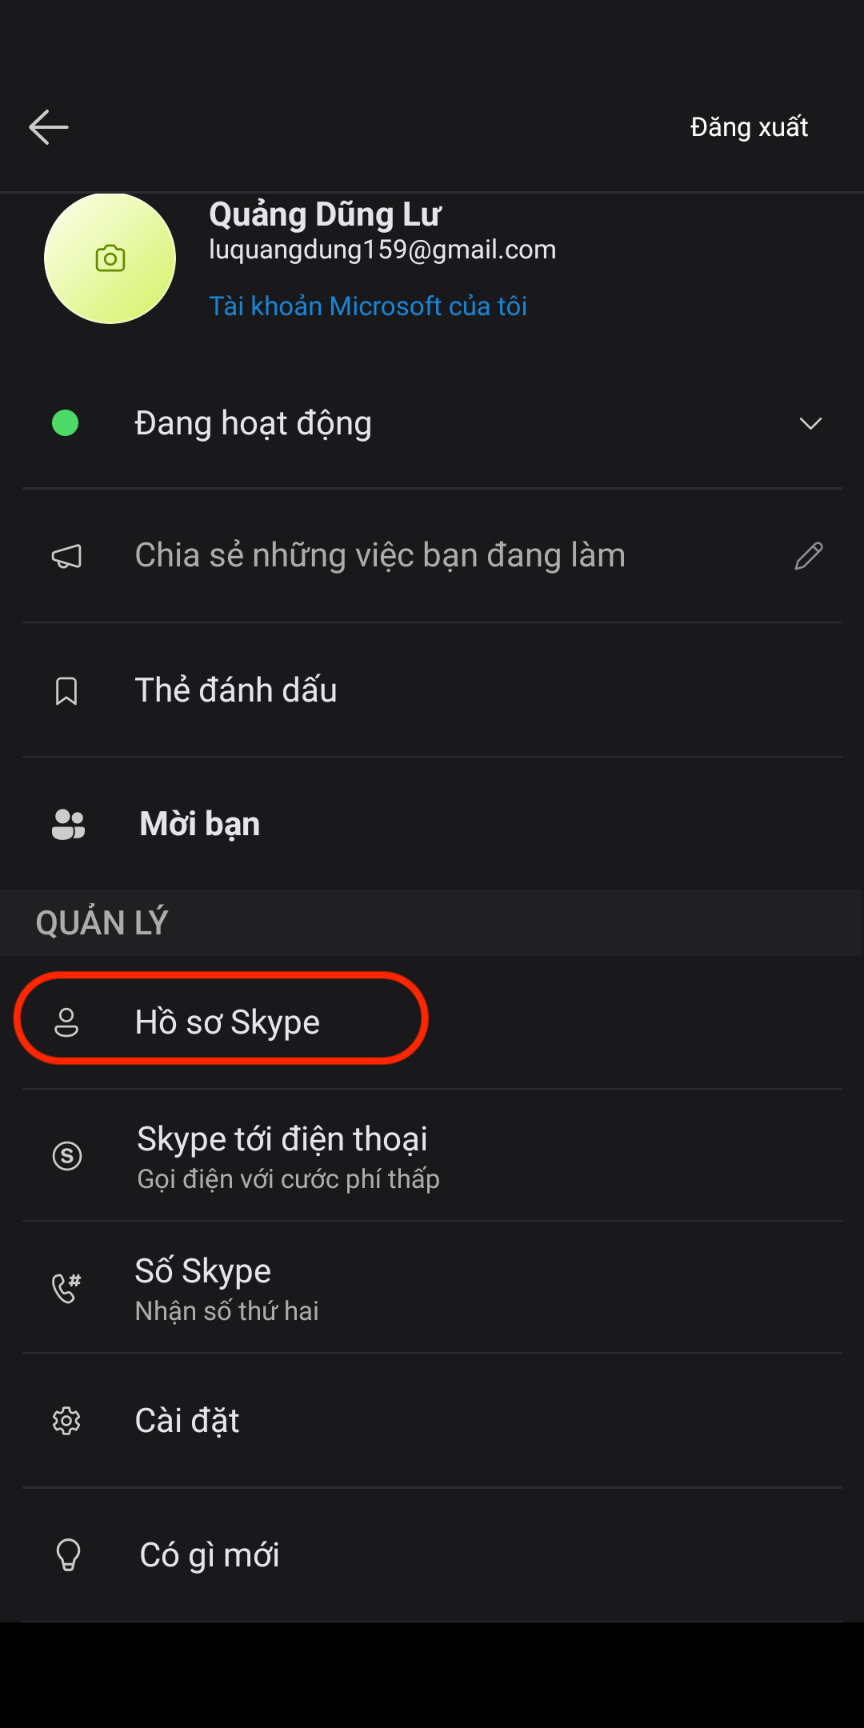 Đăng xuất
Quảng Dũng Lư
luquangdung159@gmail.com
Tài khoản Microsoft của tôi
Đang hoạt động
Chia sẻ những việc bạn đang làm
Thẻ đánh dấu
Mời bạn
QUẢN LÝ
Hồ sơ Skype
Skype tới điện thoại
Gọi điện với cước phí thấp
Số Skype
Nhận số thứ hai
Cài đặt
Có gì mới